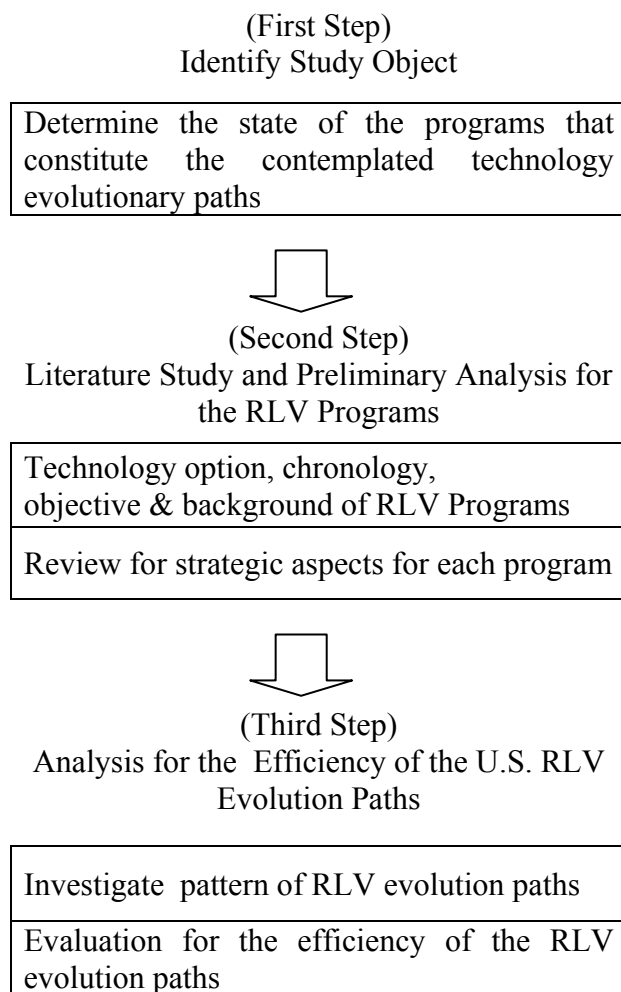 (First Step)
Identify Study Object
Determine the state of the programs that
constitute the contemplated technology
evolutionary paths
(Second Step)
Literature Study and Preliminary Analysis for
the RLV Programs
Technology option, chronology,
objective & background of RLV Programs
Review for strategic aspects for each program
(Third Step)
Analysis for the Efficiency of the U.S. RLV
Evolution Paths
Investigate pattern of RLV evolution paths
Evaluation for the efficiency of the RLV
evolution paths